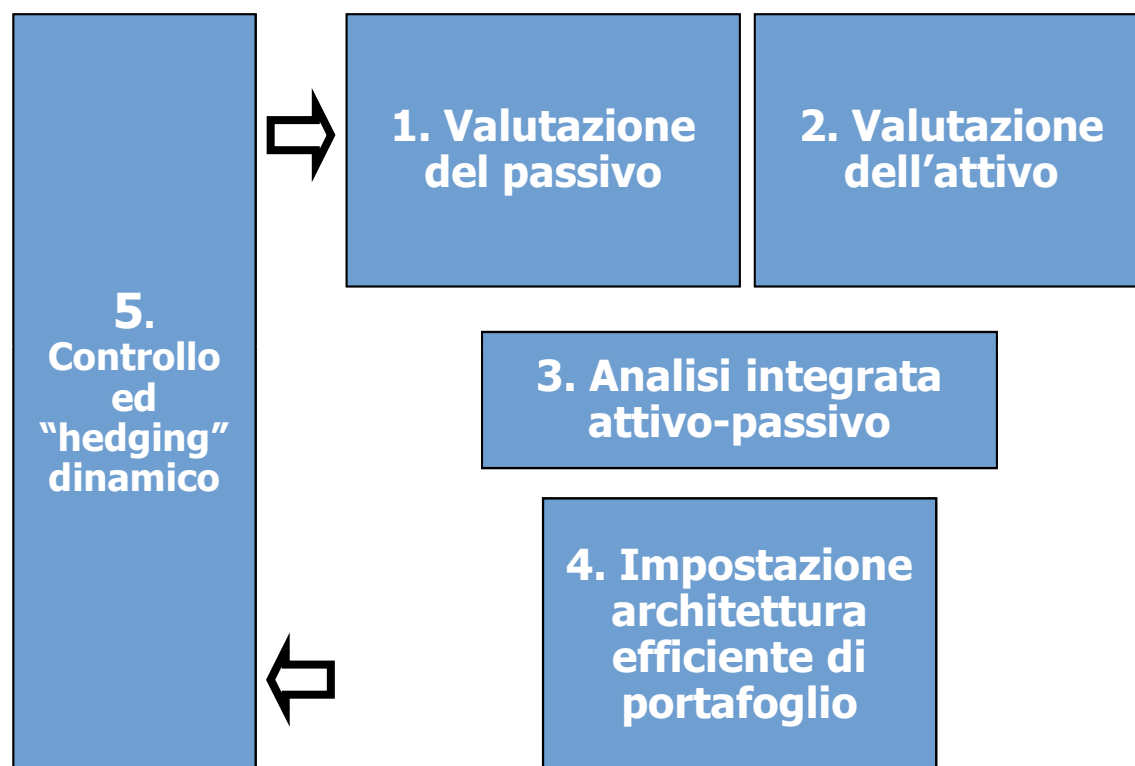 1. Valutazione
del passivo
2. Valutazione
dell’attivo
3. Analisi integrata
attivo-passivo
4. Impostazione
architettura
efficiente di
portafoglio
5.
Controllo
ed
“hedging”
dinamico